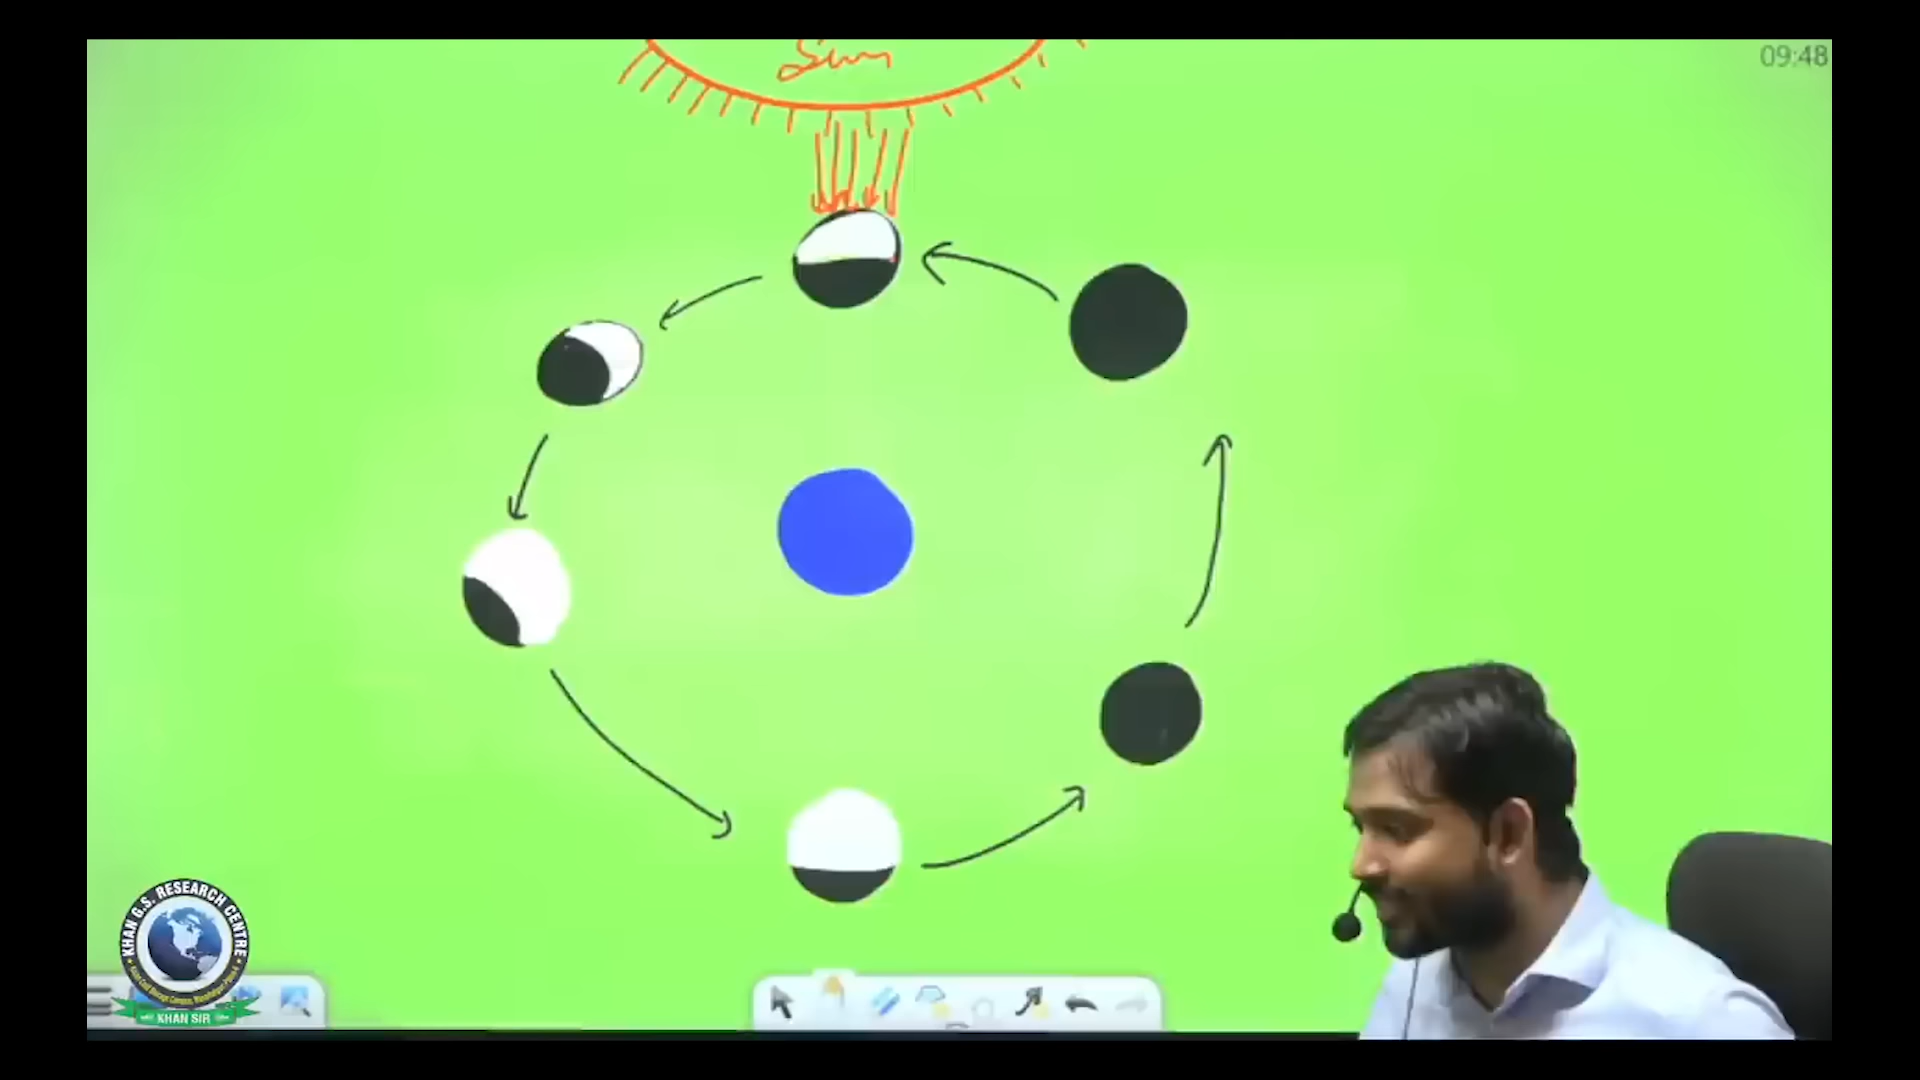 Sun
09:48
KHAN G.S. RESEARCH CENTRE
KHAN SIR